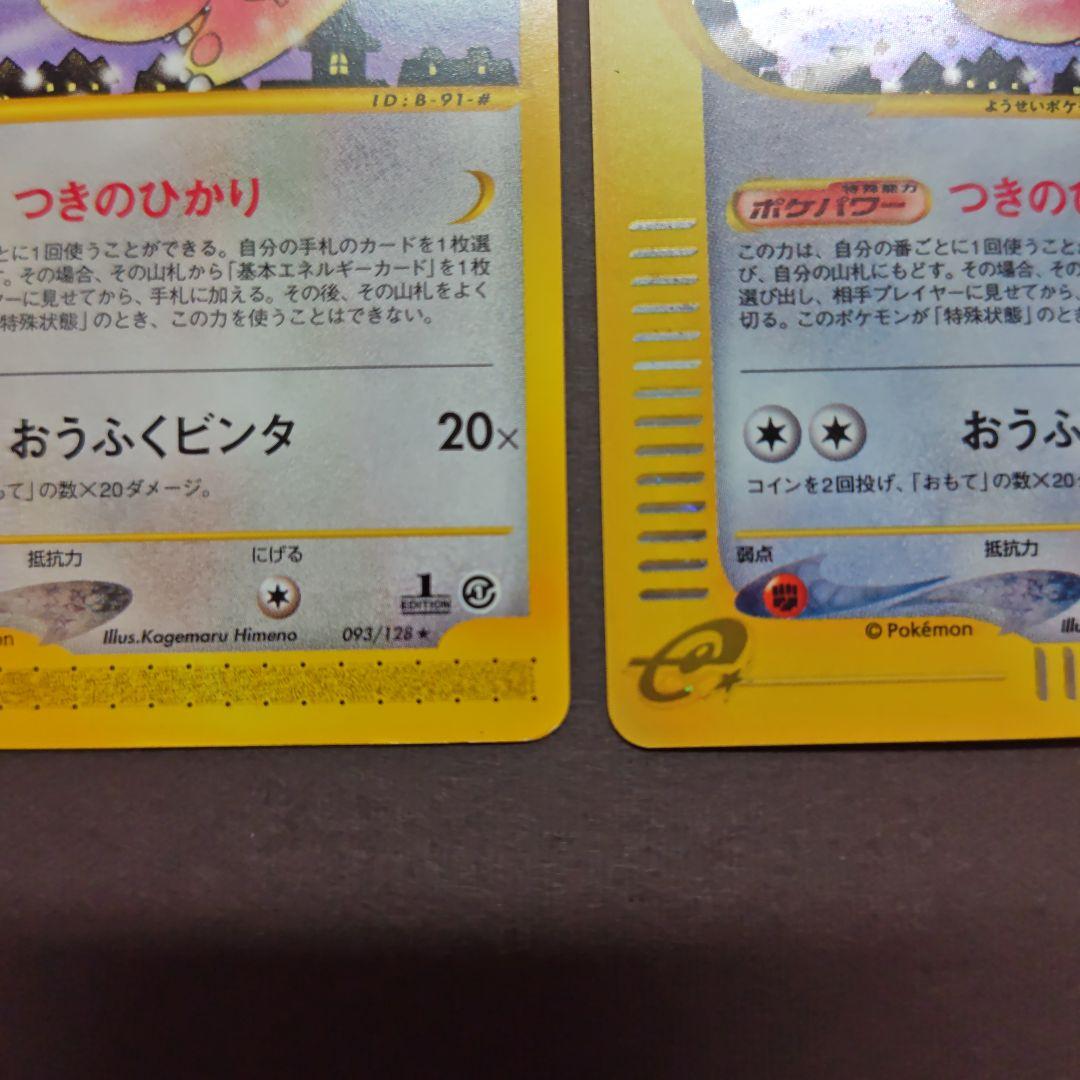 ID:B-91-#
つきのひかり
とに1回使うことができる。自分の手札のカードを1枚選
す。その場合、その山札から「基本エネルギーカード」を1枚
ヤーに見せてから、手札に加える。その後、その山札をよく
「特殊状態」のとき、この力を使うことはできない。
おうふくビンタ 20×
もて」の数×20ダメージ。
抵抗力 にげる
1 EDITION
on Illus.Kagemaru Himeno 093/128★
ようせいポケ
特殊能力
ポケパワー つきの
この力は、自分の番ごとに1回使うこと
び、自分の山札にもどす。その場合、その
選び出し、相手プレイヤーに見せてから、
切る。このポケモンが「特殊状態」のとき
おうふ
コインを2回投げ、「おもて」の数×20
弱点 抵抗力
©Pokémon Illu
e